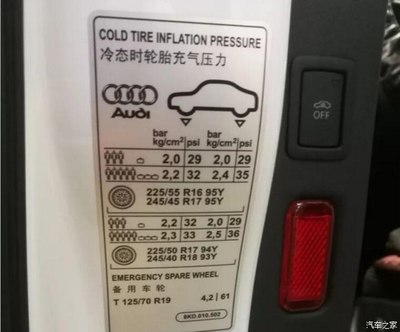 COLD TIRE INFLATION PRESSURE
冷态时轮胎充气压力
Audi
bar kg/cm² psi bar kg/cm² psi
2,0 29 2,0 29
2,2 32 2,4 35
225/55 R16 95Y
245/45 R17 95Y
2,2 32 2,0 29
2,3 33 2,5 36
225/50 R17 94Y
245/40 R18 93Y
EMERGENCY SPARE WHEEL
备用车轮
T 125/70 R19 4,2 61
8KD.010.502
OFF
汽车之家